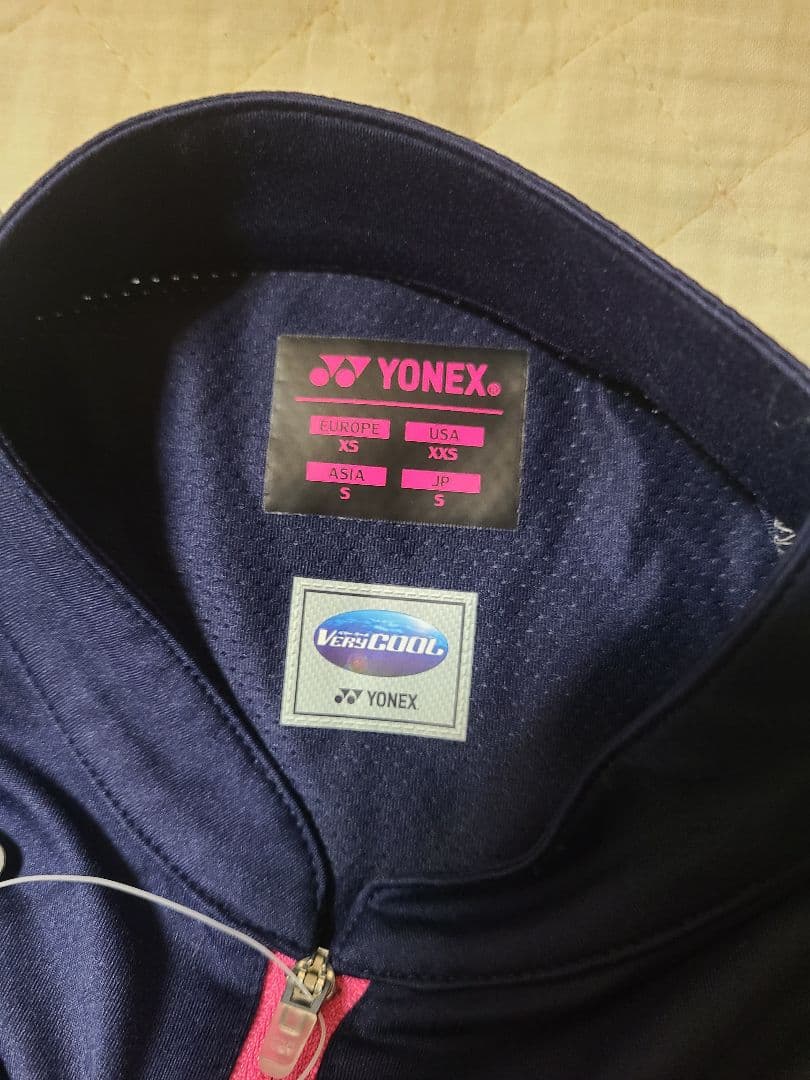 YONEX®
EUROPE USA
XS XXS
ASIA JP
S S
VERYCOOL
YONEX